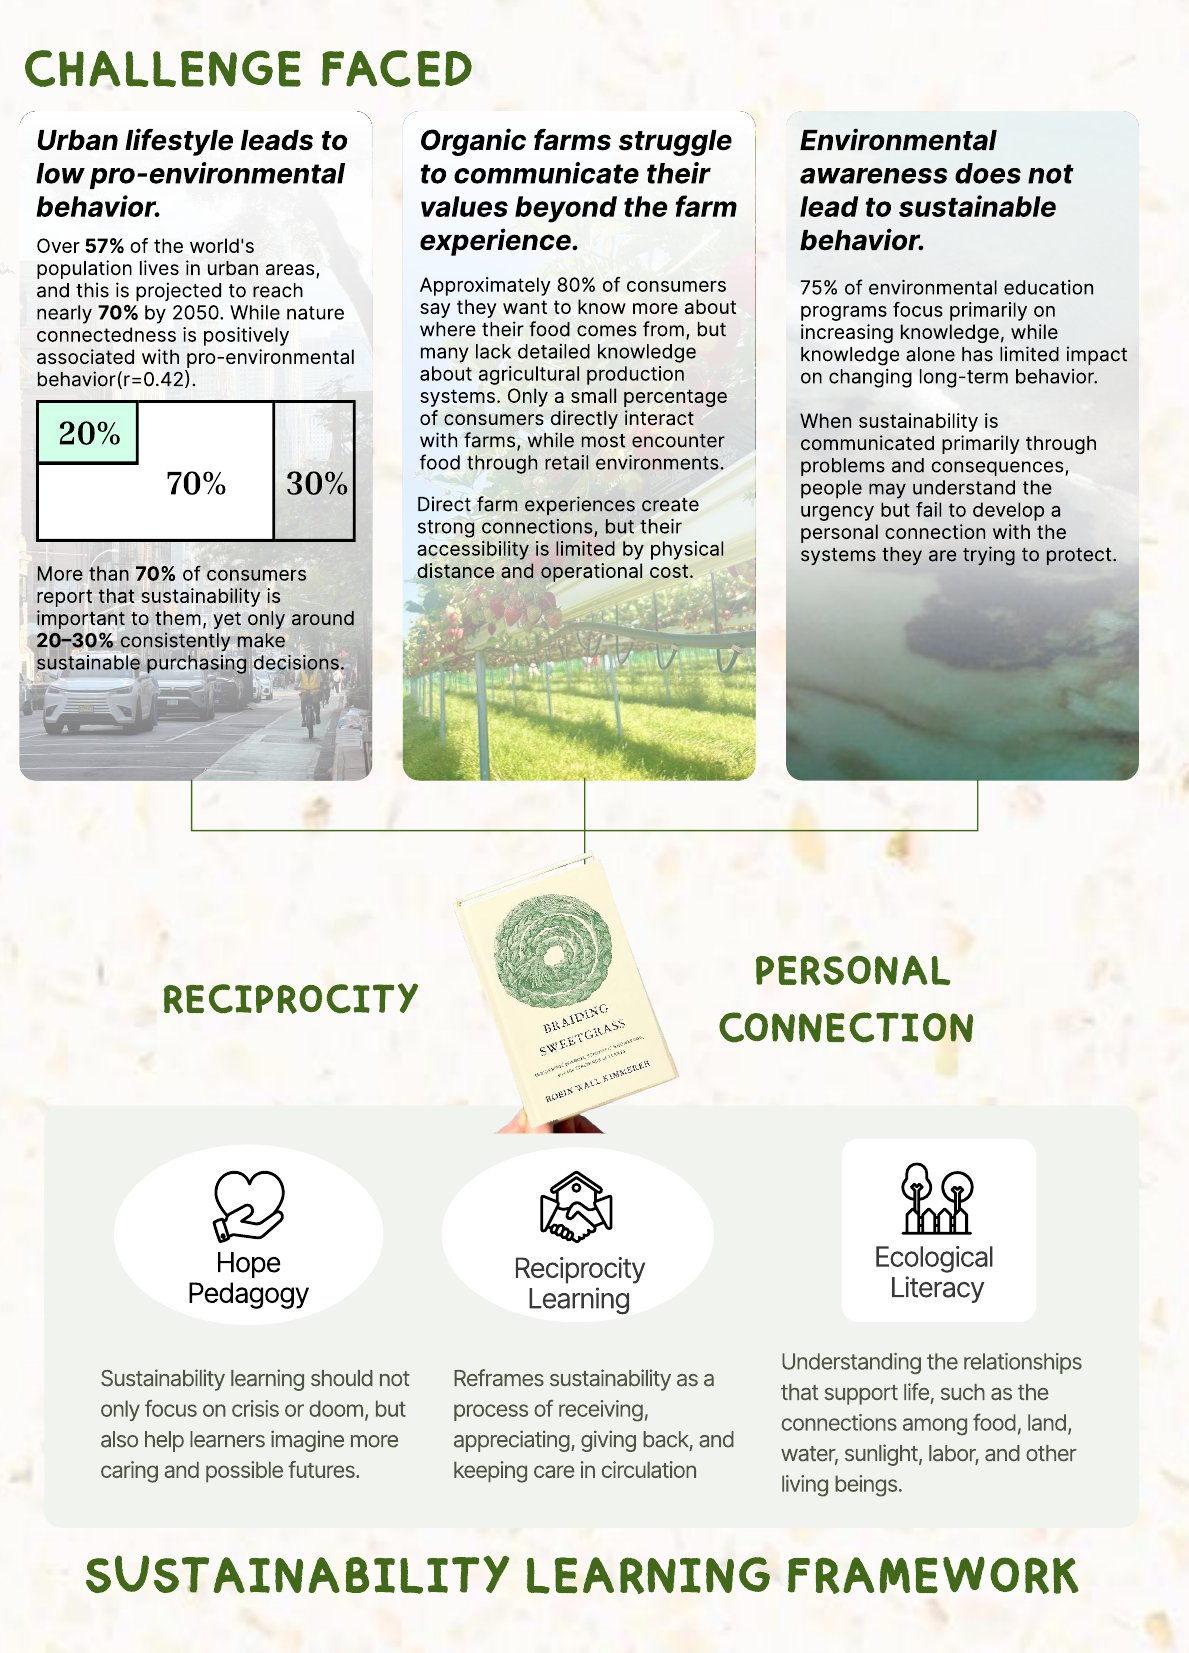 CHALLENGE FACED
Urban lifestyle leads to
low pro-environmental
behavior.
Over 57% of the world's
population lives in urban areas,
and this is projected to reach
nearly 70% by 2050. While nature
connectedness is positively
associated with pro-environmental
behavior(r=0.42).
20%
70%
30%
More than 70% of consumers
report that sustainability is
important to them, yet only around
20–30% consistently make
sustainable purchasing decisions.
Organic farms struggle
to communicate their
values beyond the farm
experience.
Approximately 80% of consumers
say they want to know more about
where their food comes from, but
many lack detailed knowledge
about agricultural production
systems. Only a small percentage
of consumers directly interact
with farms, while most encounter
food through retail environments.
Direct farm experiences create
strong connections, but their
accessibility is limited by physical
distance and operational cost.
Environmental
awareness does not
lead to sustainable
behavior.
75% of environmental education
programs focus primarily on
increasing knowledge, while
knowledge alone has limited impact
on changing long-term behavior.
When sustainability is
communicated primarily through
problems and consequences,
people may understand the
urgency but fail to develop a
personal connection with the
systems they are trying to protect.
RECIPROCITY
BRAIDING
SWEETGRASS
ROBIN WALL KIMMERER
PERSONAL
CONNECTION
Hope
Pedagogy
Sustainability learning should not
only focus on crisis or doom, but
also help learners imagine more
caring and possible futures.
Reciprocity
Learning
Reframes sustainability as a
process of receiving,
appreciating, giving back, and
keeping care in circulation
Ecological
Literacy
Understanding the relationships
that support life, such as the
connections among food, land,
water, sunlight, labor, and other
living beings.
SUSTAINABILITY LEARNING FRAMEWORK